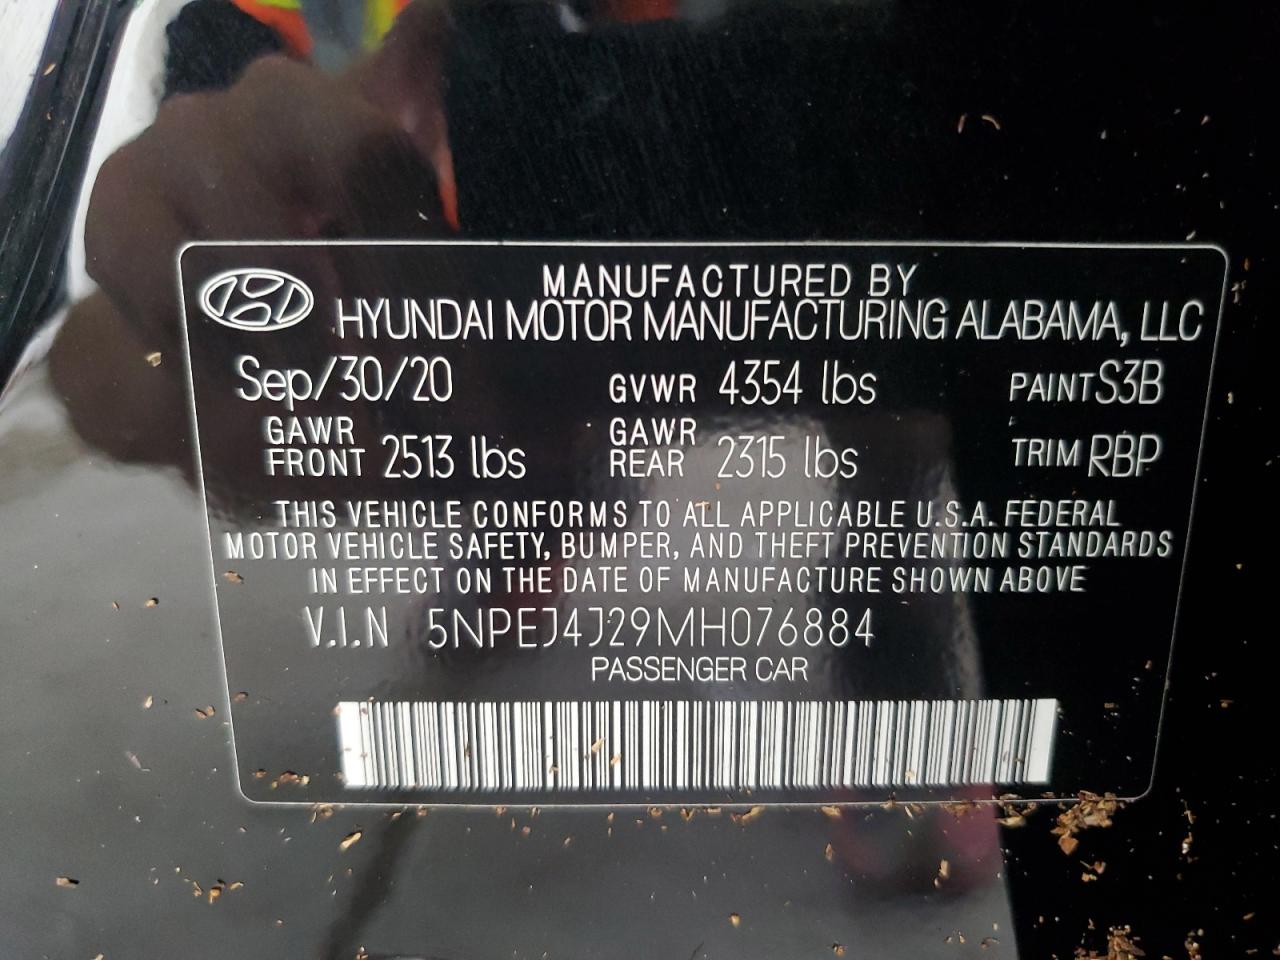 MANUFACTURED BY
HYUNDAI MOTOR MANUFACTURING ALABAMA, LLC
Sep/30/20 GVWR 4354 lbs PAINT S3B
GAWR FRONT 2513 lbs GAWR REAR 2315 lbs TRIM RBP
THIS VEHICLE CONFORMS TO ALL APPLICABLE U.S.A. FEDERAL
MOTOR VEHICLE SAFETY, BUMPER, AND THEFT PREVENTION STANDARDS
IN EFFECT ON THE DATE OF MANUFACTURE SHOWN ABOVE
V.I.N 5NPEJ4J29MH076884
PASSENGER CAR